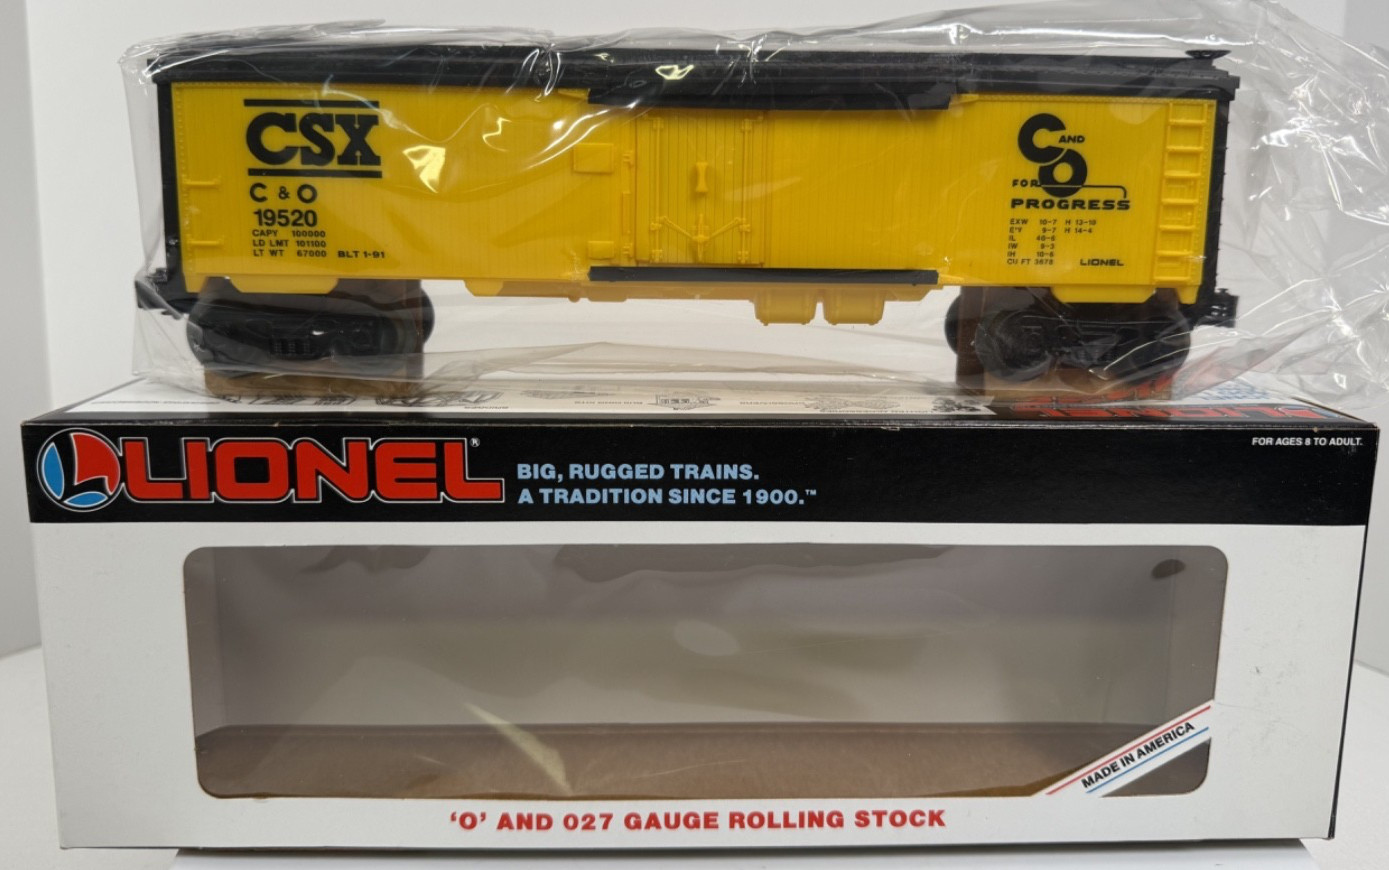 CSX
C & O
19520
CAPY 100000
LD LMT 101100
LT WT 67000 BLT 1-91
C AND O
FOR
PROGRESS
EXW 10-7 H 13-10
E'V 9-7 H 14-4
IL 40-6
IW 9-3
IH 10-6
CU FT 3678 LIONEL
LIONEL
FOR AGES 8 TO ADULT.
LIONEL®
BIG, RUGGED TRAINS.
A TRADITION SINCE 1900.™
MADE IN AMERICA
'O' AND 027 GAUGE ROLLING STOCK